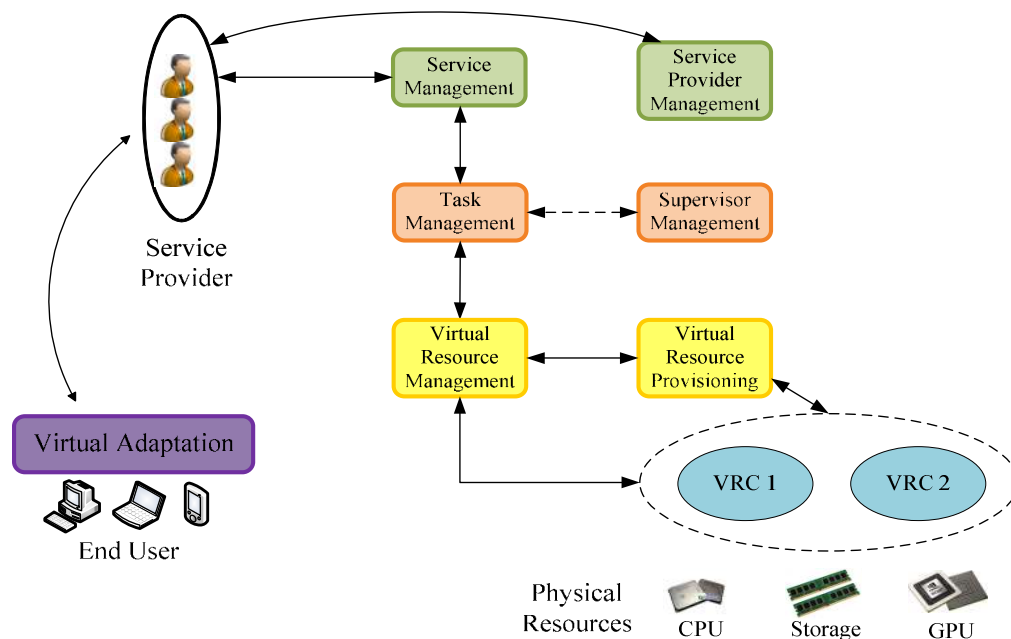 Service
Management
Service
Provider
Management
Service
Provider
Task
Management
Supervisor
Management
Virtual
Resource
Management
Virtual
Resource
Provisioning
Virtual Adaptation
End User
VRC 1
VRC 2
Physical
Resources
CPU
Storage
GPU